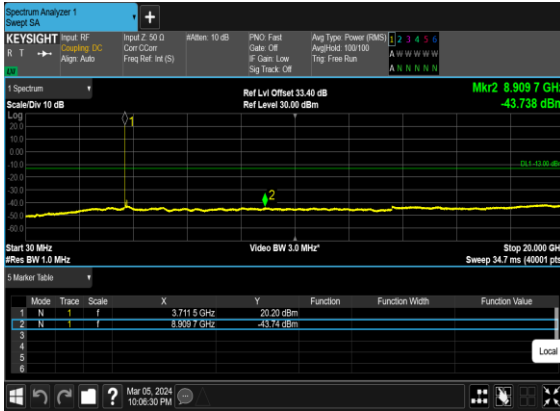 Spectrum Analyzer 1
Swept SA
+
KEYSIGHT
R T
Input: RF
Coupling: DC
Align: Auto
Input Z: 50 Ω
Corr CCorr
Freq Ref: Int (S)
#Atten: 10 dB
PNO: Fast
Gate: Off
IF Gain: Low
Sig Track: Off
Avg Type: Power (RMS)
Avg|Hold: 100/100
Trig: Free Run
1 2 3 4 5 6
A W W W W W
A N N N N N
1 Spectrum
Scale/Div 10 dB
Ref Lvl Offset 33.40 dB
Ref Level 30.00 dBm
Mkr2 8.909 7 GHz
-43.738 dBm
Log
20.0
10.0
0.00
-10.0
-20.0
-30.0
-40.0
-50.0
-60.0
1
2
DL1 -13.00 dBm
Start 30 MHz
#Res BW 1.0 MHz
Video BW 3.0 MHz*
Stop 20.000 GHz
Sweep 34.7 ms (40001 pts)
5 Marker Table
Mode Trace Scale X Y Function Function Width Function Value
1 N 1 f 3.711 5 GHz 20.20 dBm
2 N 1 f 8.909 7 GHz -43.74 dBm
3
4
5
6
Local
?
Mar 05, 2024
10:06:30 PM